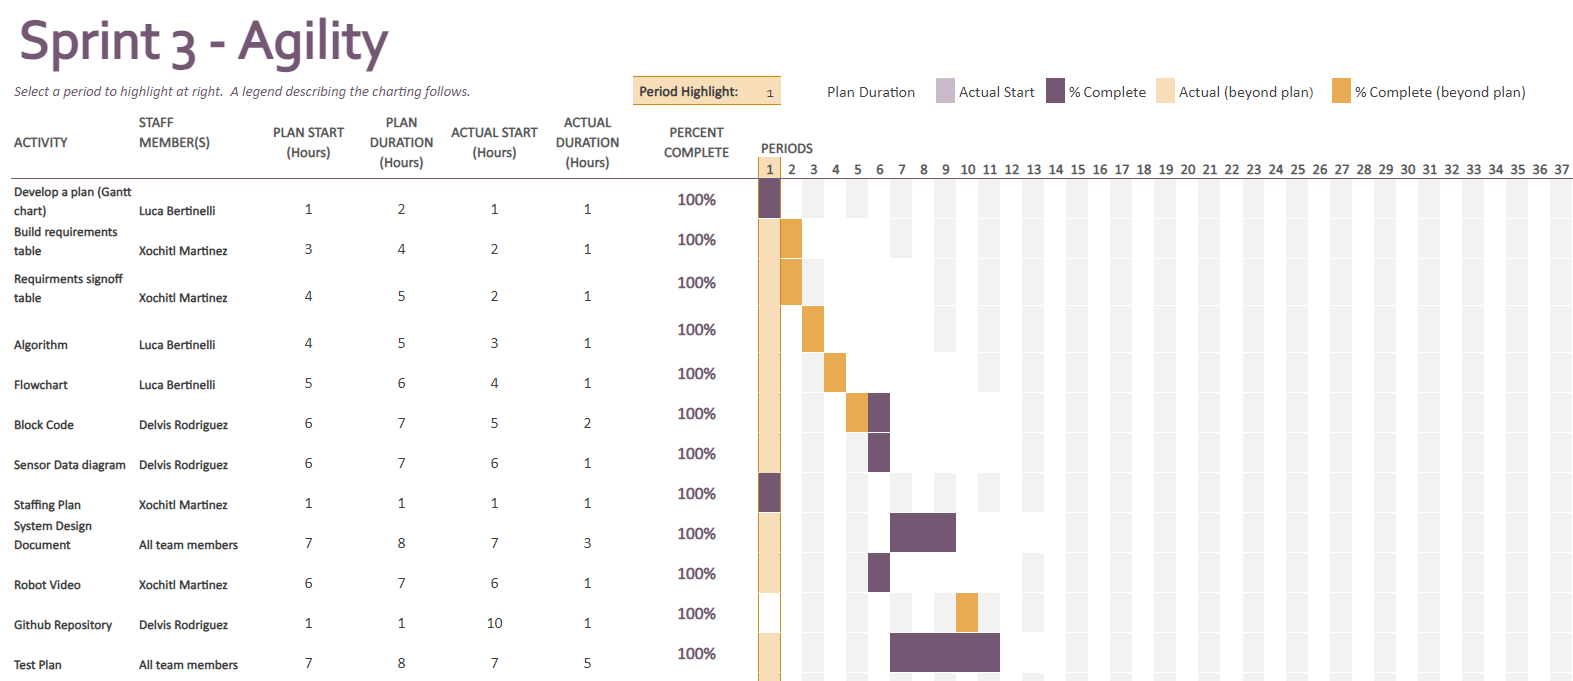 Sprint 3 - Agility
Select a period to highlight at right.  A legend describing the charting follows.
Period Highlight: 1
Plan Duration Actual Start % Complete Actual (beyond plan) % Complete (beyond plan)
ACTIVITY STAFF MEMBER(S) PLAN START (Hours) PLAN DURATION (Hours) ACTUAL START (Hours) ACTUAL DURATION (Hours) PERCENT COMPLETE PERIODS
1 2 3 4 5 6 7 8 9 10 11 12 13 14 15 16 17 18 19 20 21 22 23 24 25 26 27 28 29 30 31 32 33 34 35 36 37
Develop a plan (Gantt chart) Luca Bertinelli 1 2 1 1 100%
Build requirements table Xochitl Martinez 3 4 2 1 100%
Requirments signoff table Xochitl Martinez 4 5 2 1 100%
Algorithm Luca Bertinelli 4 5 3 1 100%
Flowchart Luca Bertinelli 5 6 4 1 100%
Block Code Delvis Rodriguez 6 7 5 2 100%
Sensor Data diagram Delvis Rodriguez 6 7 6 1 100%
Staffing Plan Xochitl Martinez 1 1 1 1 100%
System Design Document All team members 7 8 7 3 100%
Robot Video Xochitl Martinez 6 7 6 1 100%
Github Repository Delvis Rodriguez 1 1 10 1 100%
Test Plan All team members 7 8 7 5 100%